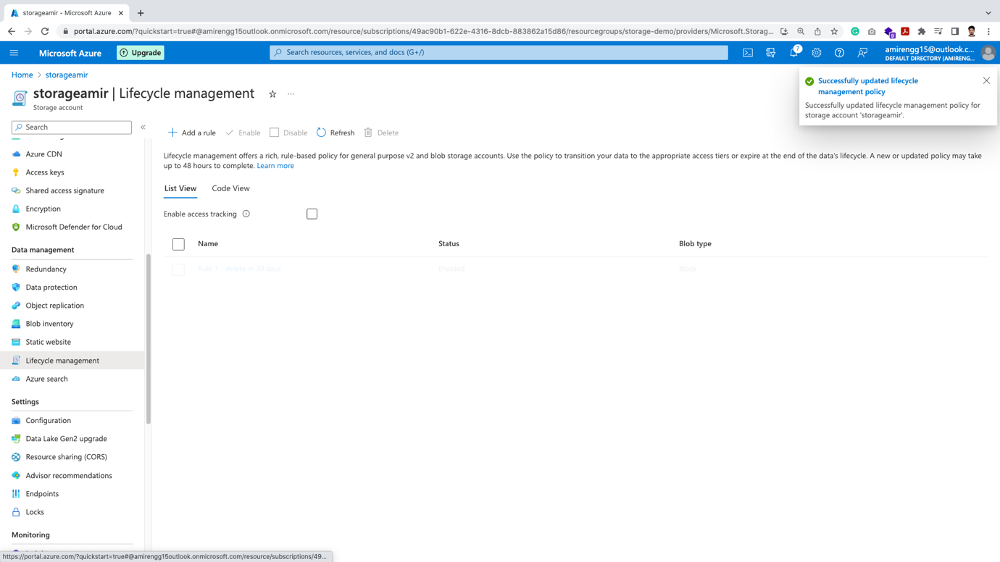 storageamir - Microsoft Azure
portal.azure.com/?quickstart=true#@amirengg15outlook.onmicrosoft.com/resource/subscriptions/49ac90b1-622e-4316-8dcb-883862a15d86/resourcegroups/storage-demo/providers/Microsoft.Storag...
9
Microsoft Azure
Upgrade
Search resources, services, and docs (G+/)
7
amirengg15@outlook.c...
DEFAULT DIRECTORY (AMIRENG...
Home > storageamir
storageamir | Lifecycle management
Storage account
Successfully updated lifecycle
management policy
Successfully updated lifecycle management policy for
storage account 'storageamir'.
Search
Azure CDN
Access keys
Shared access signature
Encryption
Microsoft Defender for Cloud
Data management
Redundancy
Data protection
Object replication
Blob inventory
Static website
Lifecycle management
Azure search
Settings
Configuration
Data Lake Gen2 upgrade
Resource sharing (CORS)
Advisor recommendations
Endpoints
Locks
Monitoring
Add a rule Enable Disable Refresh Delete
Lifecycle management offers a rich, rule-based policy for general purpose v2 and blob storage accounts. Use the policy to transition your data to the appropriate access tiers or expire at the end of the data's lifecycle. A new or updated policy may take
up to 48 hours to complete. Learn more
List View Code View
Enable access tracking
Name Status Blob type
Rule 1 - delete in 30 days Enabled Block
https://portal.azure.com/?quickstart=true#@amirengg15outlook.onmicrosoft.com/resource/subscriptions/49...